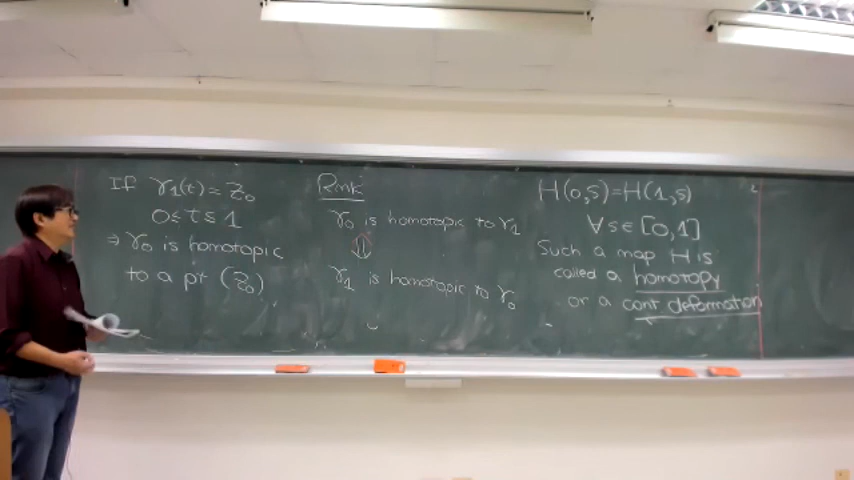 If γ₁(t) = z₀
0 ≤ t ≤ 1
⇒ γ₀ is homotopic
to a pt (z₀)
Rmk
γ₀ is homotopic to γ₁
⇓
γ₁ is homotopic to γ₀
H(0,s)=H(1,s)
∀s∈[0,1]
Such a map H is
called a homotopy
or a cont deformation